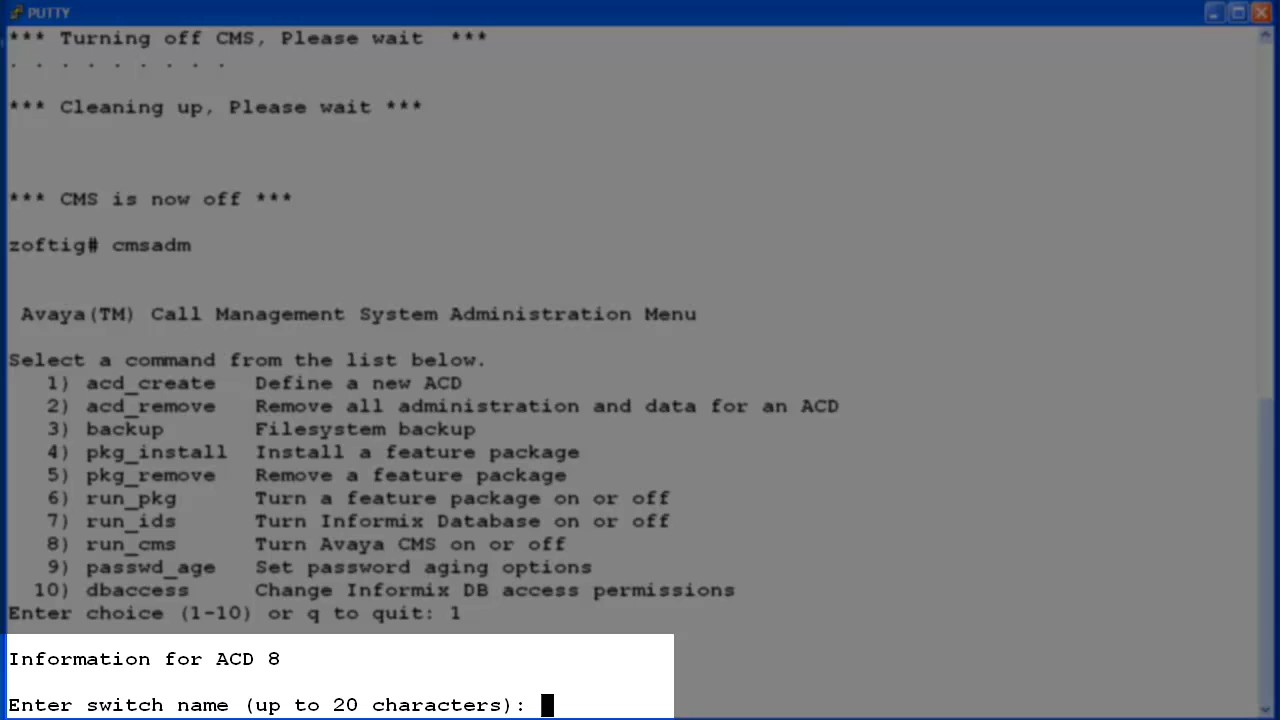 PUTTY
*** Turning off CMS, Please wait  ***
. . . . . . . . .
*** Cleaning up, Please wait ***
*** CMS is now off ***
zoftig# cmsadm
Avaya(TM) Call Management System Administration Menu
Select a command from the list below.
1) acd_create   Define a new ACD
2) acd_remove   Remove all administration and data for an ACD
3) backup       Filesystem backup
4) pkg_install  Install a feature package
5) pkg_remove   Remove a feature package
6) run_pkg      Turn a feature package on or off
7) run_ids      Turn Informix Database on or off
8) run_cms      Turn Avaya CMS on or off
9) passwd_age   Set password aging options
10) dbaccess     Change Informix DB access permissions
Enter choice (1-10) or q to quit: 1
Information for ACD 8
Enter switch name (up to 20 characters):